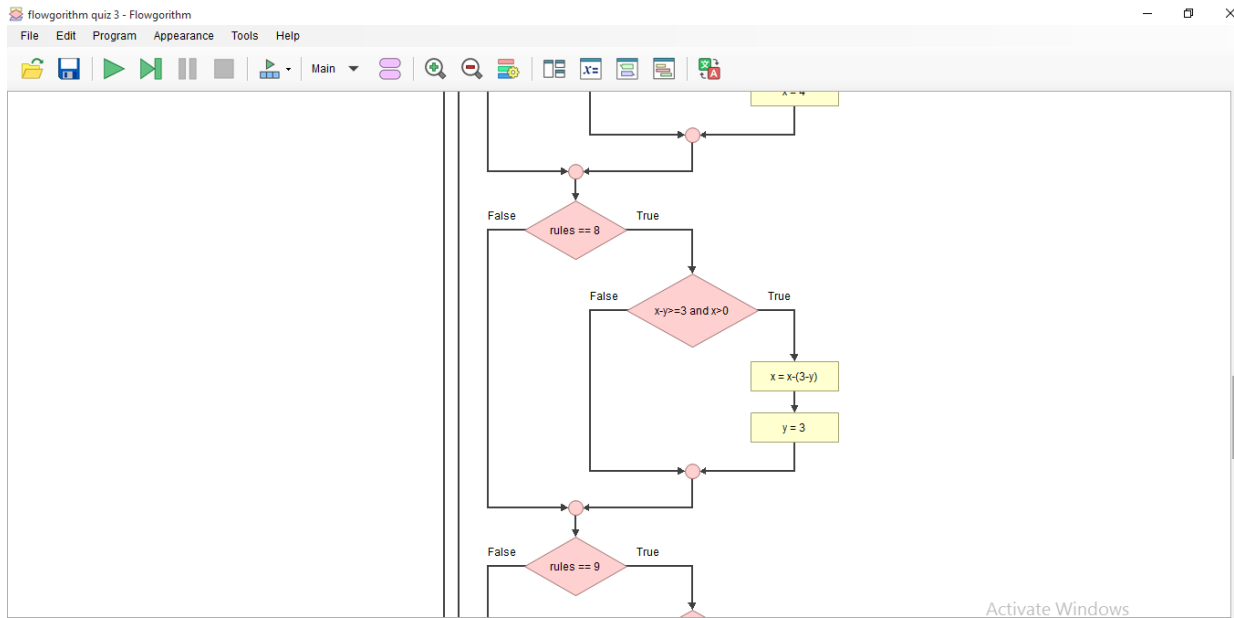 flowgorithm quiz 3 - Flowgorithm
File Edit Program Appearance Tools Help
Main
x = 4
False True
rules == 8
False True
x-y>=3 and x>0
x = x-(3-y)
y = 3
False True
rules == 9
Activate Windows